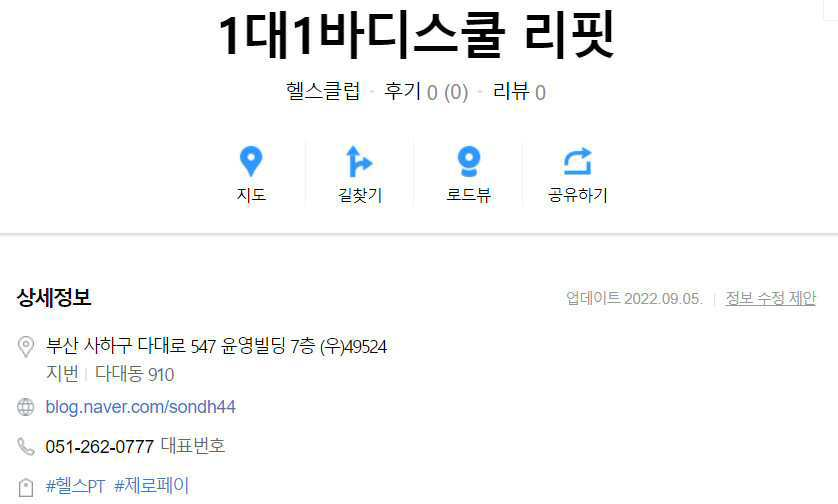 1대1바디스쿨 리핏
헬스클럽 · 후기 0 (0) · 리뷰 0
지도 길찾기 로드뷰 공유하기
상세정보 업데이트 2022.09.05. | 정보 수정 제안
부산 사하구 다대로 547 윤영빌딩 7층 (우)49524
지번 | 다대동 910
blog.naver.com/sondh44
051-262-0777 대표번호
#헬스PT #제로페이